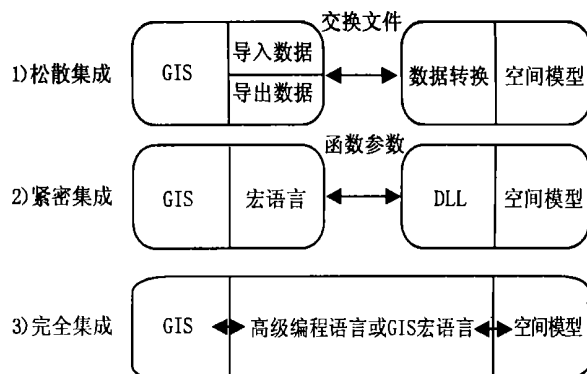 交换文件
1)松散集成
GIS
导入数据
导出数据
数据转换
空间模型
函数参数
2)紧密集成
GIS
宏语言
DLL
空间模型
3)完全集成
GIS
高级编程语言或GIS宏语言
空间模型